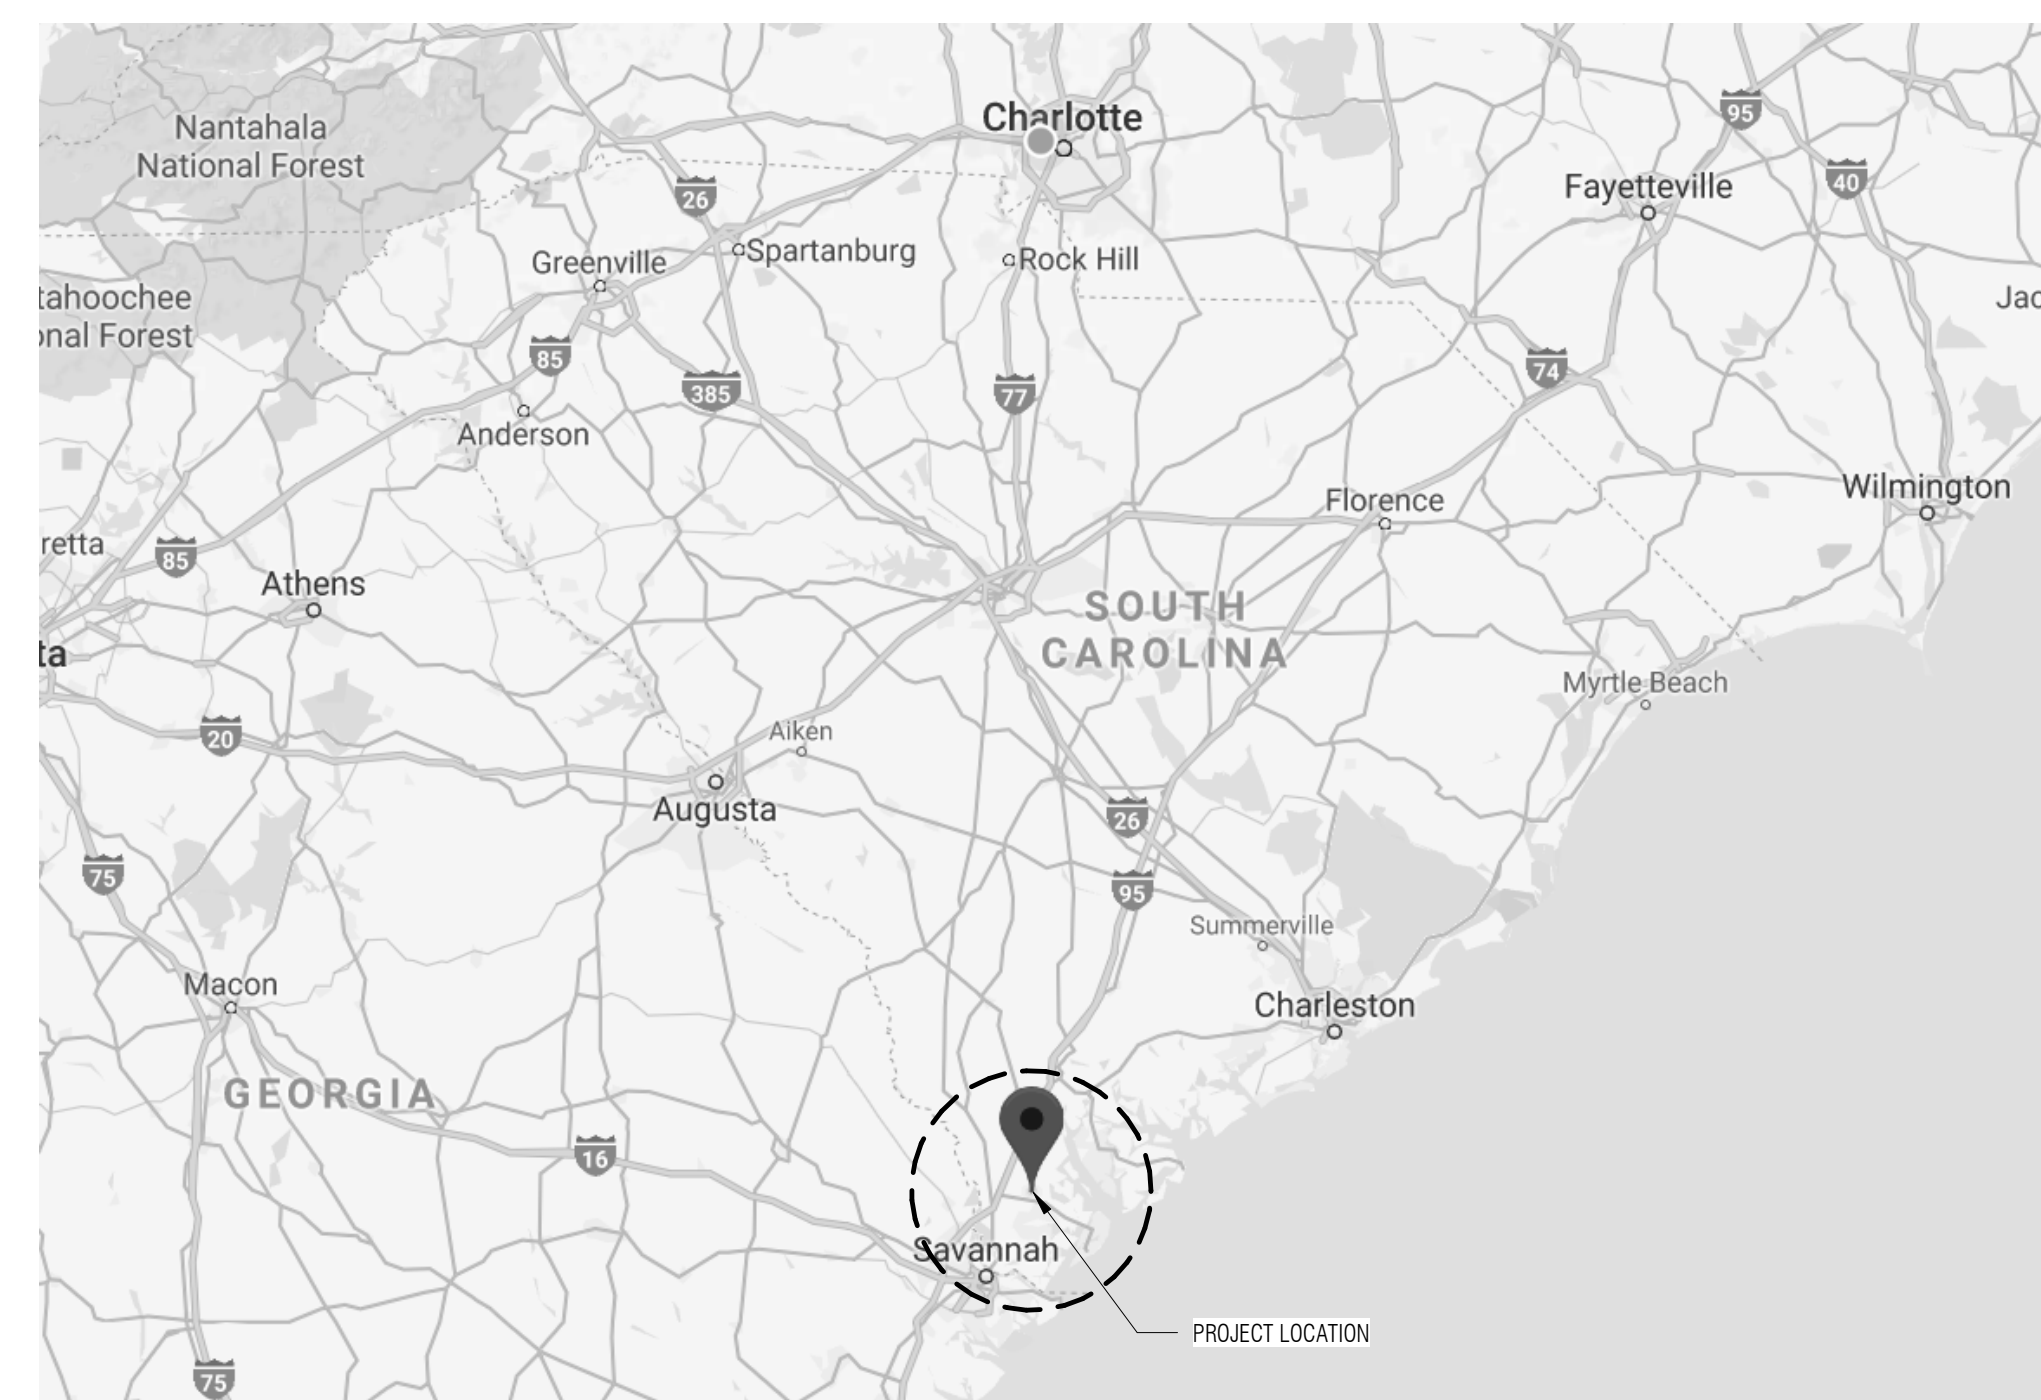 Charlotte
95
Nantahala
National Forest
40
Fayetteville
26
Greenville
Spartanburg
Rock Hill
tahoochee
onal Forest
Jac
85
74
385
77
Anderson
Wilmington
Florence
retta
85
Athens
SOUTH
CAROLINA
ta
Myrtle Beach
20
Aiken
Augusta
26
75
95
Summerville
Macon
Charleston
GEORGIA
16
Savannah
PROJECT LOCATION
75